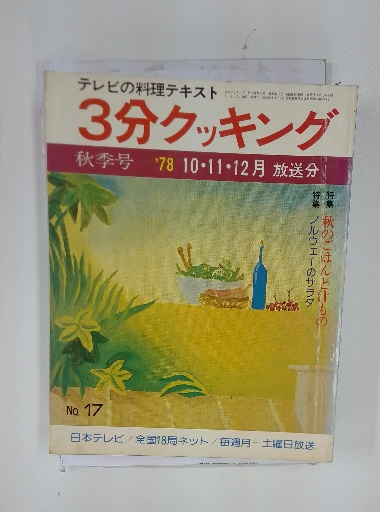 テレビの料理テキスト
3分クッキング
秋季号 '78 10・11・12月 放送分
特集 秋のごはんと汁もの
特集 ノルウェーのサラダ
No. 17
日本テレビ/全国18局ネット/毎週月-土曜日放送